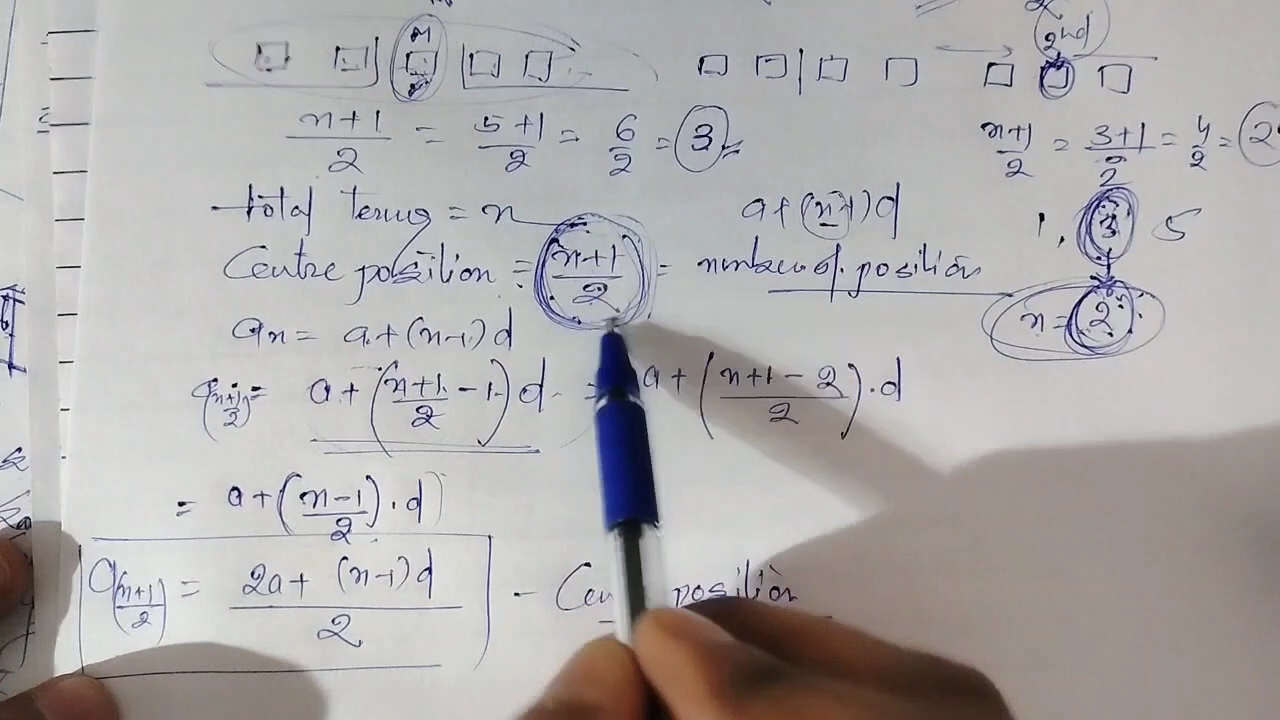 2nd
n+1/2 = 5+1/2 = 6/2 = 3
n+1/2 = 3+1/2 = 4/2 = 2
Total terms = n
a+(n-1)d
1, 3 5
Centre position = n+1/2 = number of. position
n = 2
an = a+(n-1)d
a(n+1/2) = a+(n+1/2 - 1)d = a+(n+1-2/2).d
= a+(n-1/2).d
a(n+1/2) = 2a+(n-1)d/2 - Cen position